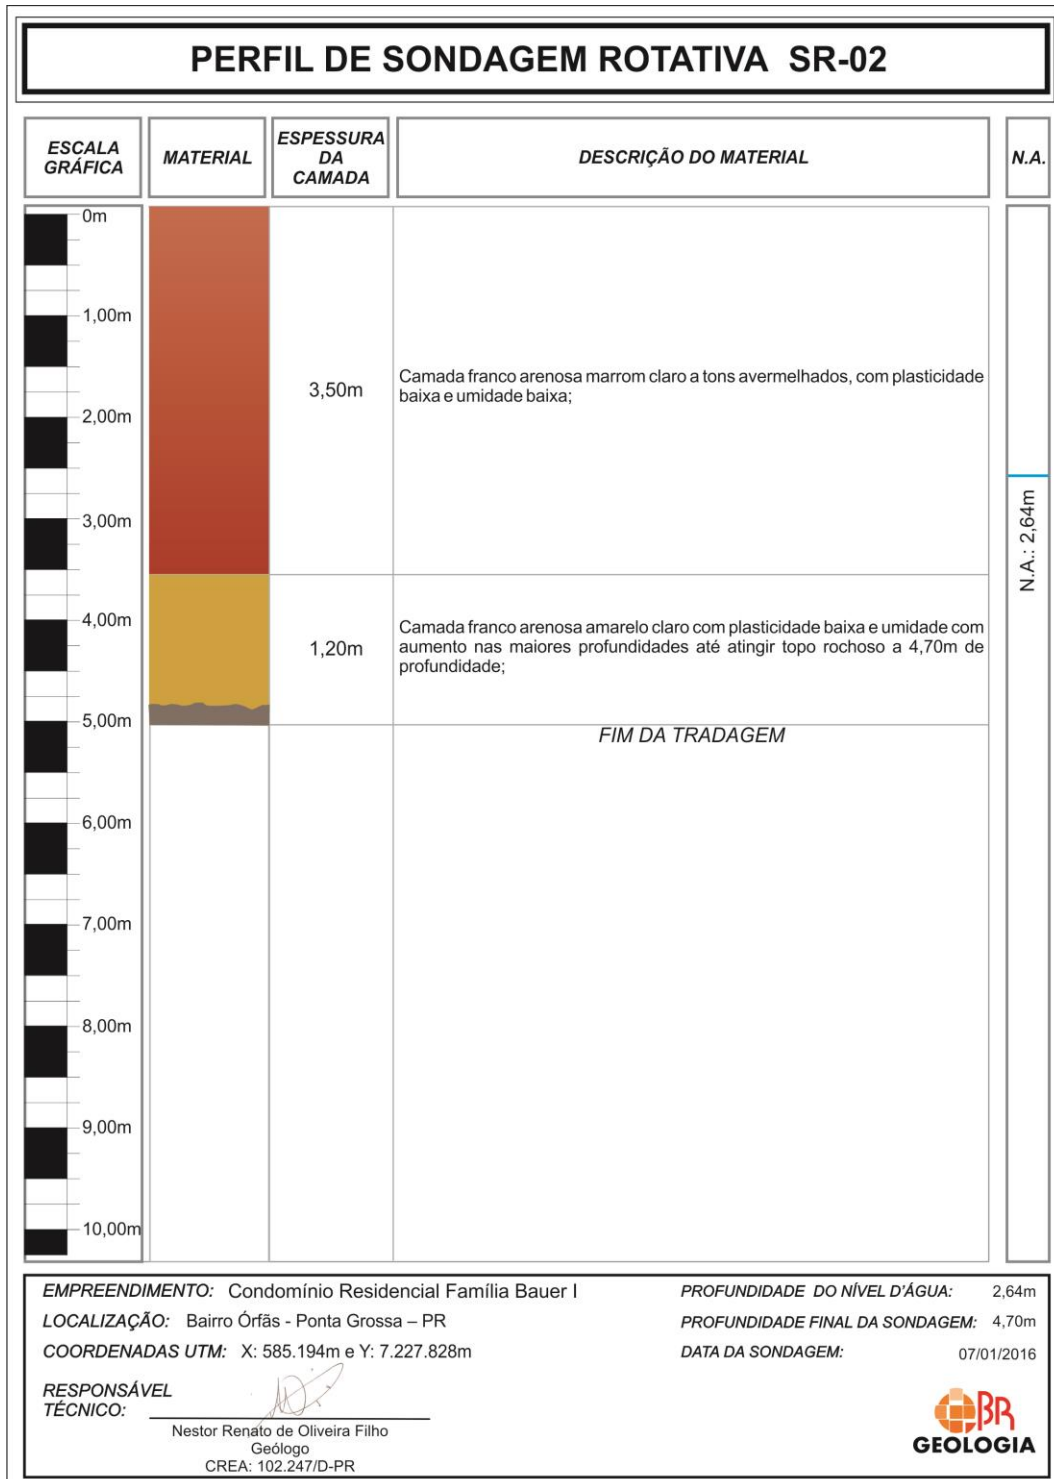 PERFIL DE SONDAGEM ROTATIVA SR-02
ESCALA
GRÁFICA
MATERIAL
ESPESSURA
DA
CAMADA
DESCRIÇÃO DO MATERIAL
N.A.
0m
1,00m
2,00m
3,00m
4,00m
5,00m
6,00m
7,00m
8,00m
9,00m
10,00m
3,50m
Camada franco arenosa marrom claro a tons avermelhados, com plasticidade
baixa e umidade baixa;
N.A.: 2,64m
1,20m
Camada franco arenosa amarelo claro com plasticidade baixa e umidade com
aumento nas maiores profundidades até atingir topo rochoso a 4,70m de
profundidade;
FIM DA TRADAGEM
EMPREENDIMENTO: Condomínio Residencial Família Bauer I
LOCALIZAÇÃO: Bairro Órfãs - Ponta Grossa – PR
COORDENADAS UTM: X: 585.194m e Y: 7.227.828m
RESPONSÁVEL
TÉCNICO:
Nestor Renato de Oliveira Filho
Geólogo
CREA: 102.247/D-PR
PROFUNDIDADE DO NÍVEL D'ÁGUA: 2,64m
PROFUNDIDADE FINAL DA SONDAGEM: 4,70m
DATA DA SONDAGEM: 07/01/2016
BR
GEOLOGIA